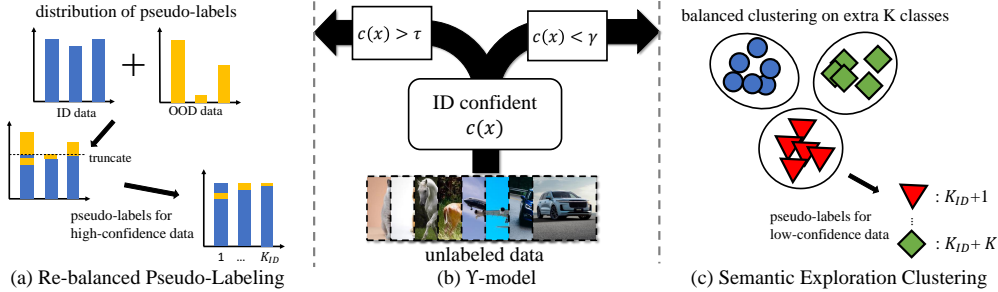 distribution of pseudo-labels
ID data
OOD data
truncate
pseudo-labels for
high-confidence data
1 ... K_ID
(a) Re-balanced Pseudo-Labeling
c(x) > τ
c(x) < γ
ID confident
c(x)
unlabeled data
(b) ϒ-model
balanced clustering on extra K classes
pseudo-labels for
low-confidence data
: K_ID+1
: K_ID+ K
(c) Semantic Exploration Clustering